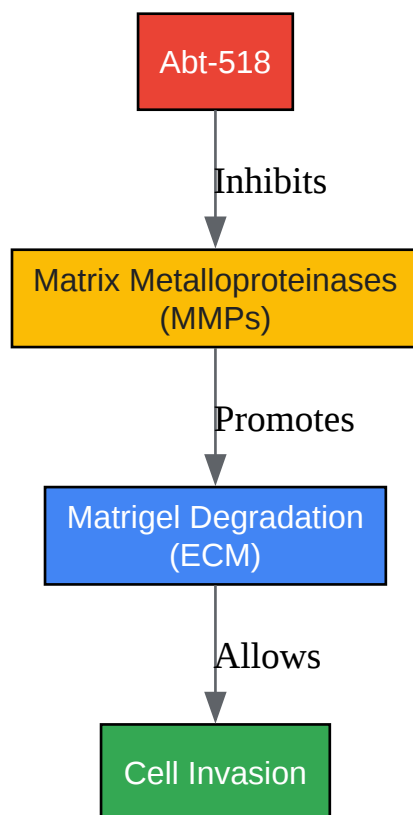 Abt-518
Inhibits
Matrix Metalloproteinases
(MMPs)
Promotes
Matrigel Degradation
(ECM)
Allows
Cell Invasion